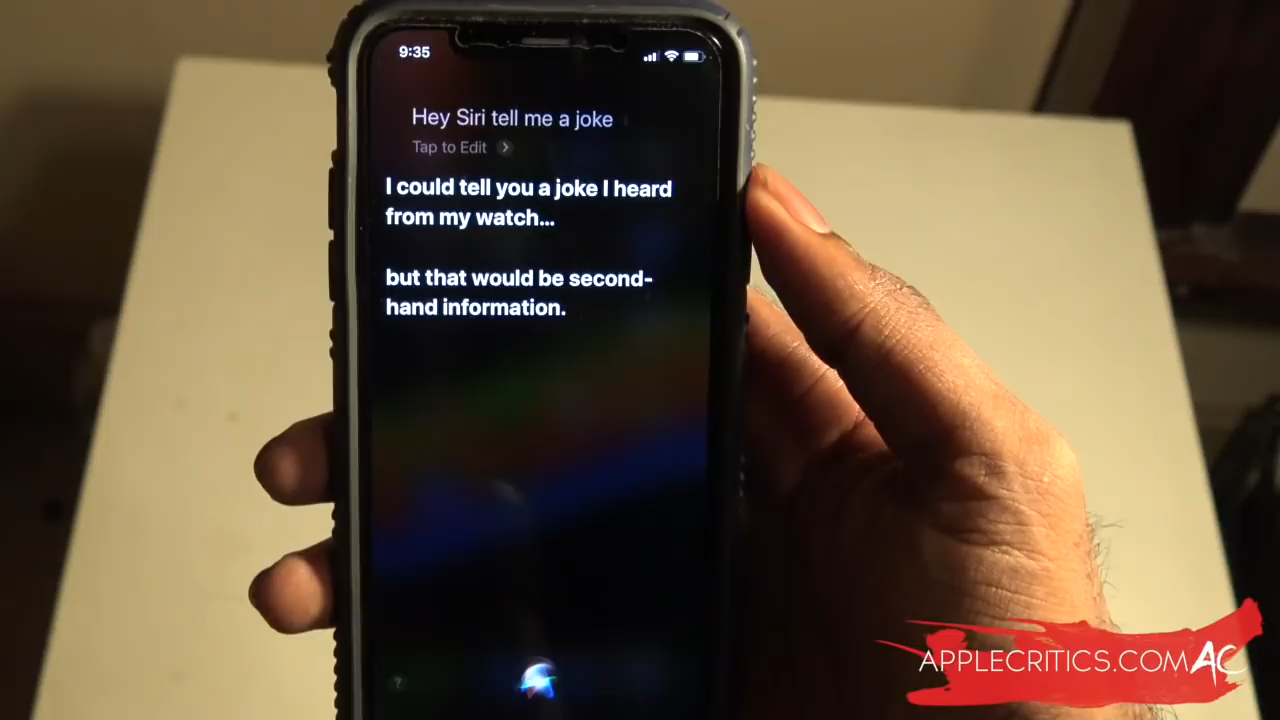 9:35
Hey Siri tell me a joke
Tap to Edit
I could tell you a joke I heard
from my watch...
but that would be second-
hand information.
?
APPLECRITICS.COM AC